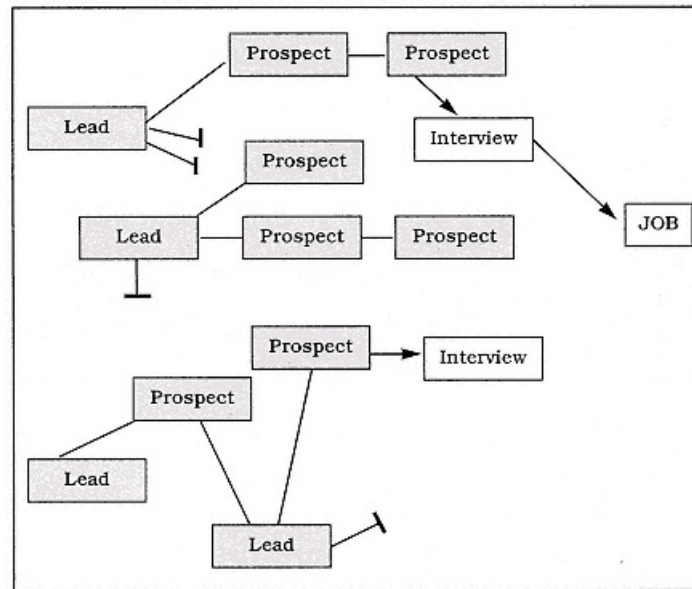 Prospect
Prospect
Lead
Interview
Prospect
Lead
Prospect
Prospect
JOB
Prospect
Interview
Prospect
Lead
Lead